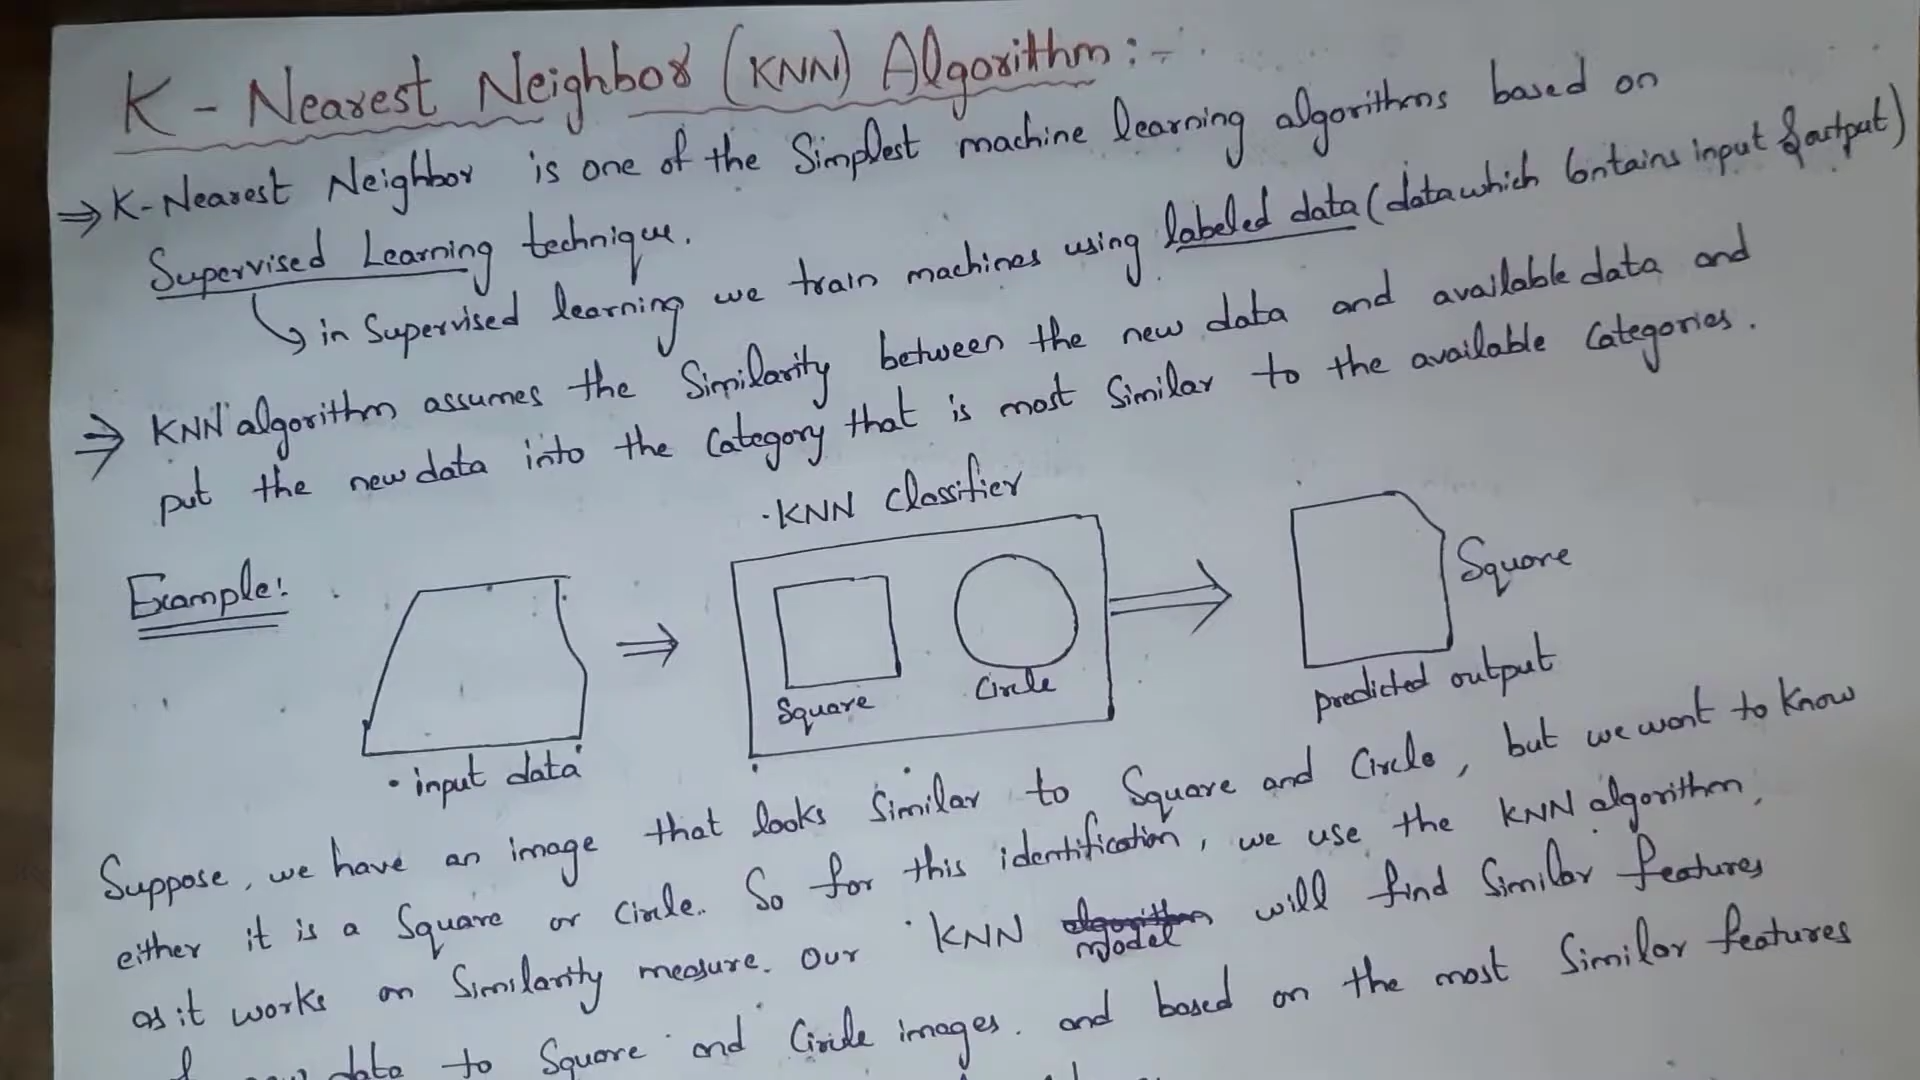 K - Nearest Neighbor (KNN) Algorithm :-
⇒ K-Nearest Neighbor is one of the Simplest machine learning algorithms based on
Supervised Learning technique.
↳ in Supervised learning we train machines using labeled data (data which Contains input & output)
⇒ KNN algorithm assumes the Similarity between the new data and available data and
put the new data into the Category that is most Similar to the available Categories.
KNN Classifier
Example:
Square
Square
Circle
predicted output
input data
Suppose, we have an image that looks Similar to Square and Circle, but we want to know
either it is a Square or Circle. So for this identification, we use the KNN algorithm,
as it works on Similarity measure. Our KNN model will find Similar features
data to Square and Circle images. and based on the most Similar features